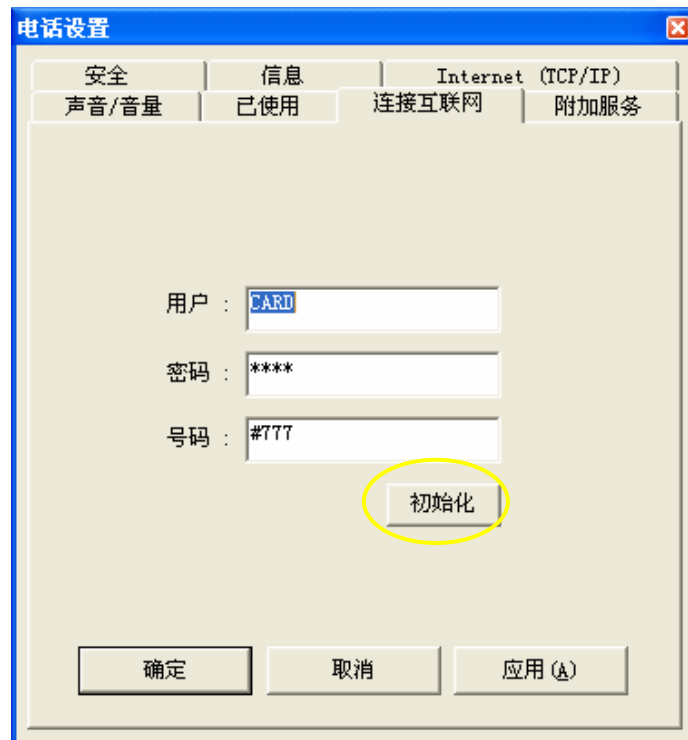 电话设置
安全 信息 Internet (TCP/IP)
声音/音量 已使用 连接互联网 附加服务
用户 : CARD
密码 : ****
号码 : #777
初始化
确定 取消 应用(A)